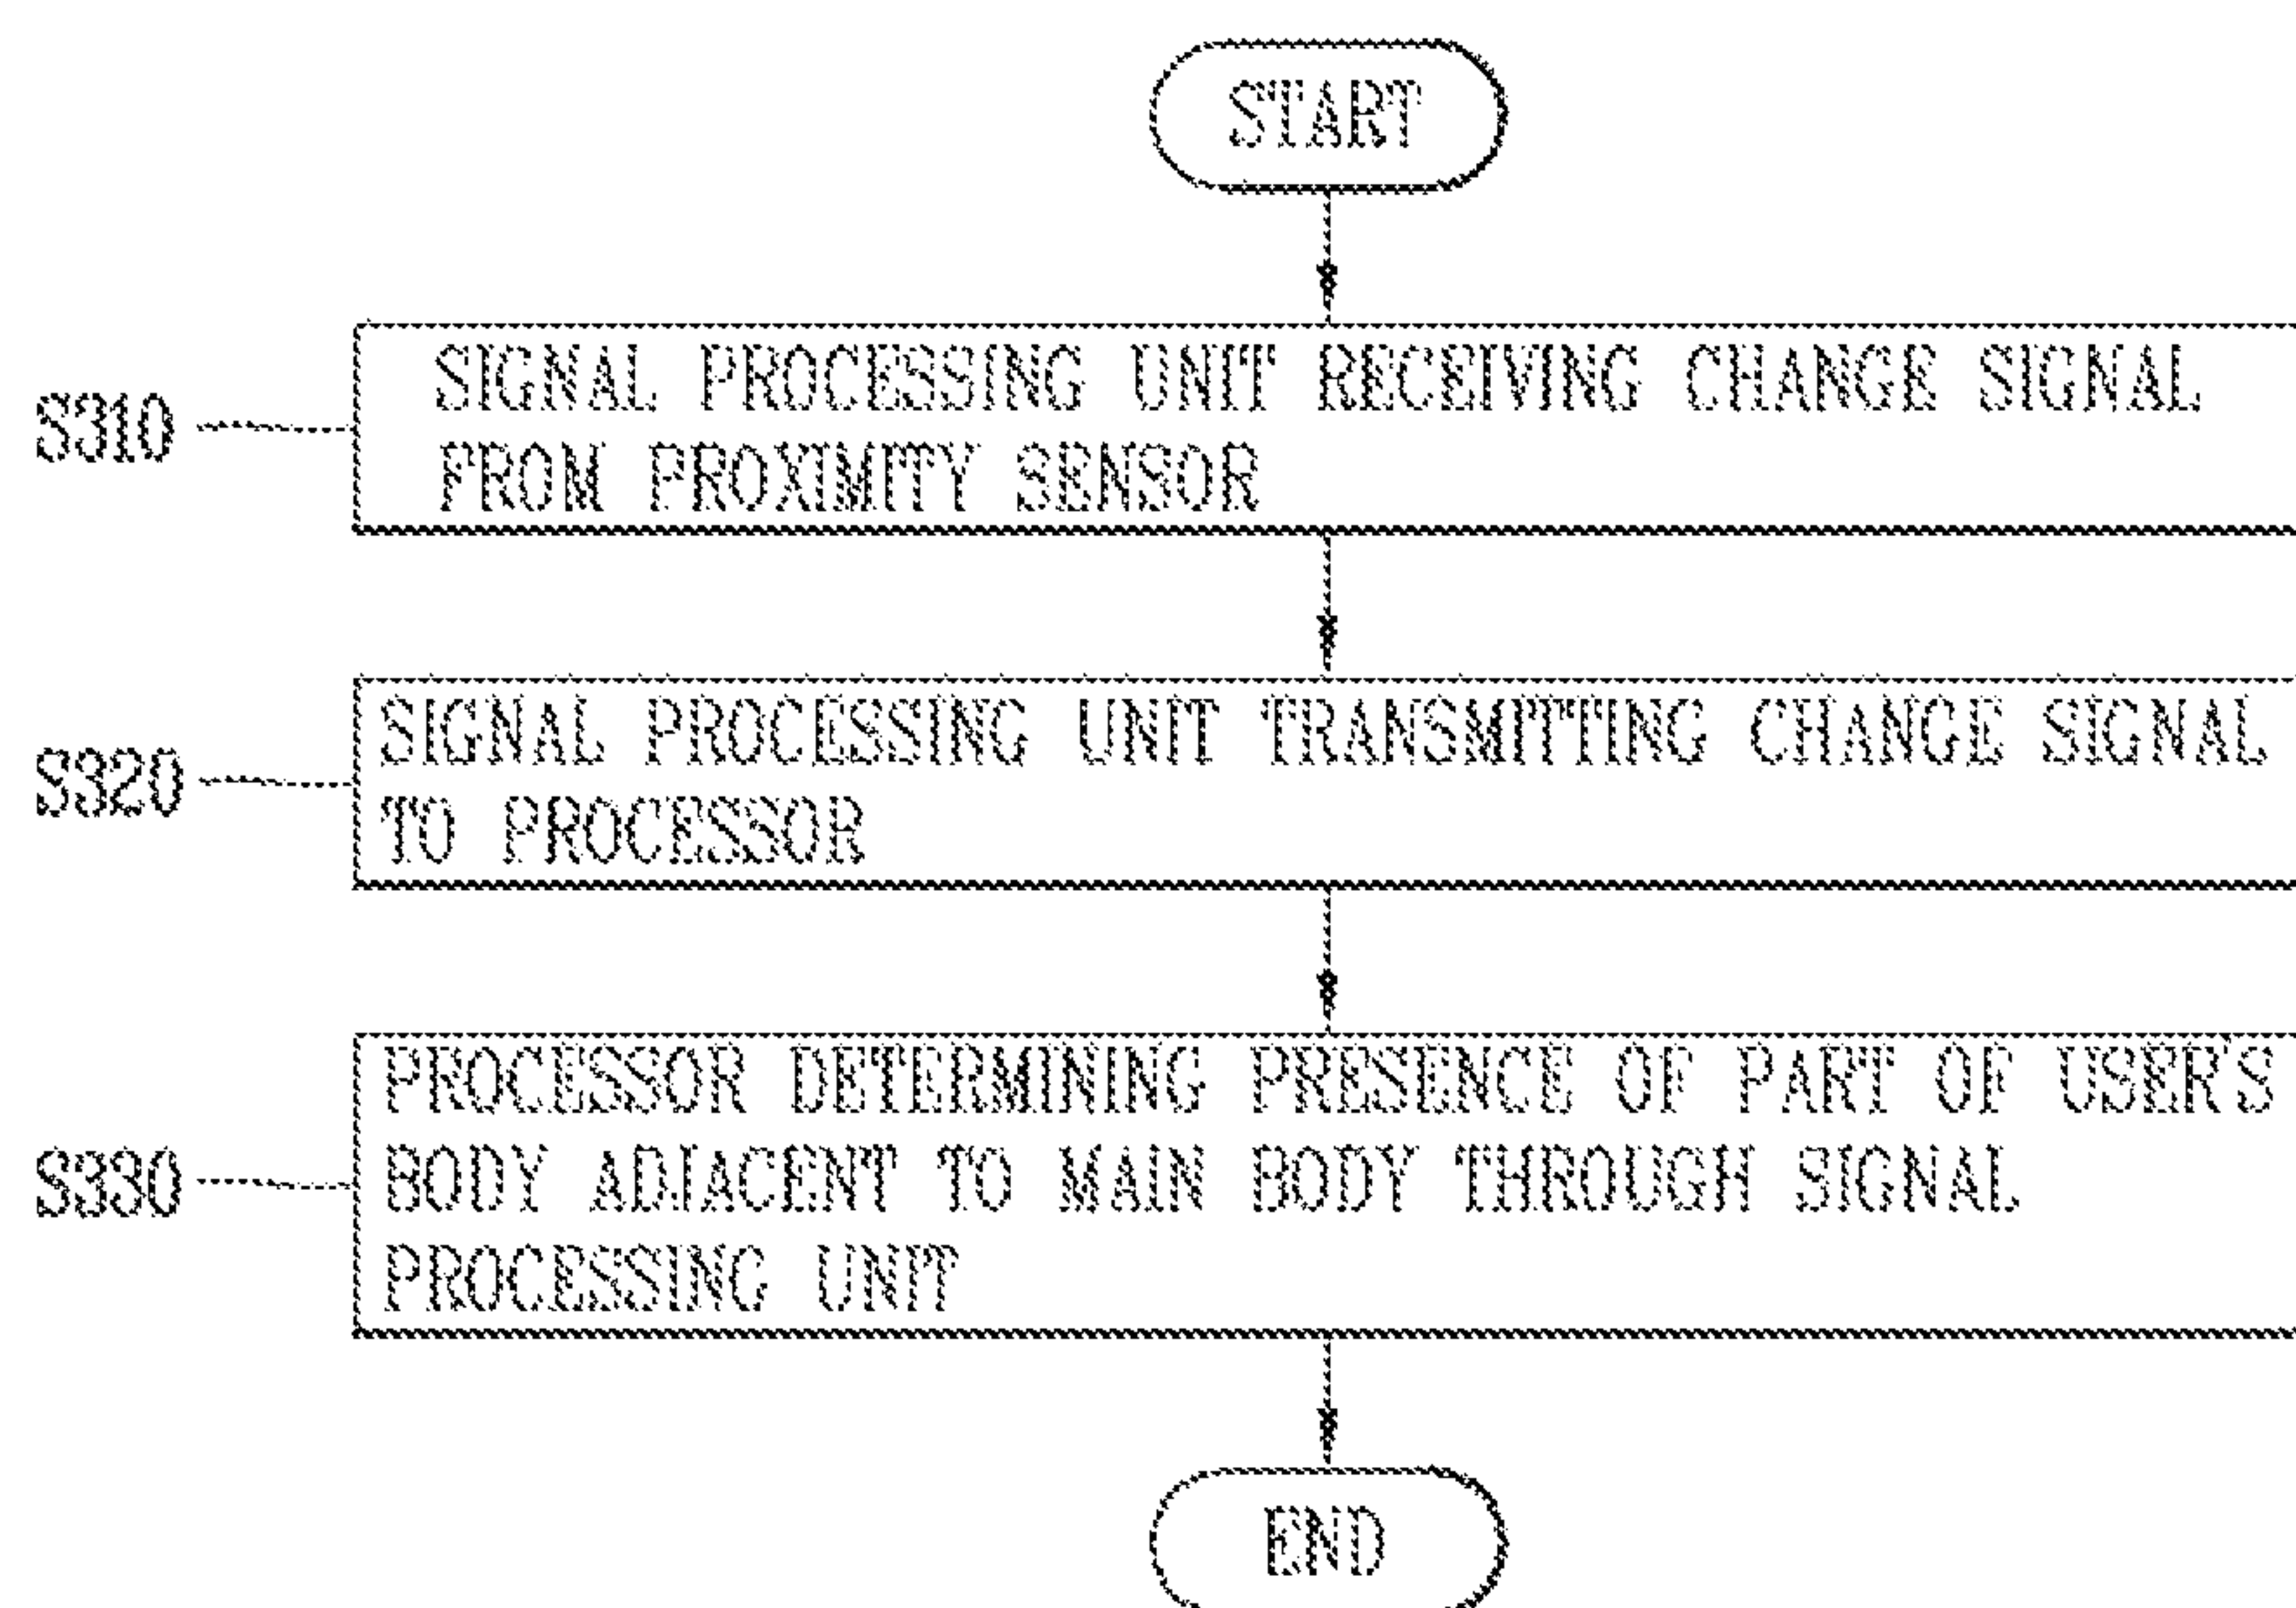 START
S310
SIGNAL PROCESSING UNIT RECEIVING CHANGE SIGNAL
FROM PROXIMITY SENSOR
S320
SIGNAL PROCESSING UNIT TRANSMITTING CHANGE SIGNAL
TO PROCESSOR
S330
PROCESSOR DETERMINING PRESENCE OF PART OF USER'S
BODY ADJACENT TO MAIN BODY THROUGH SIGNAL
PROCESSING UNIT
END